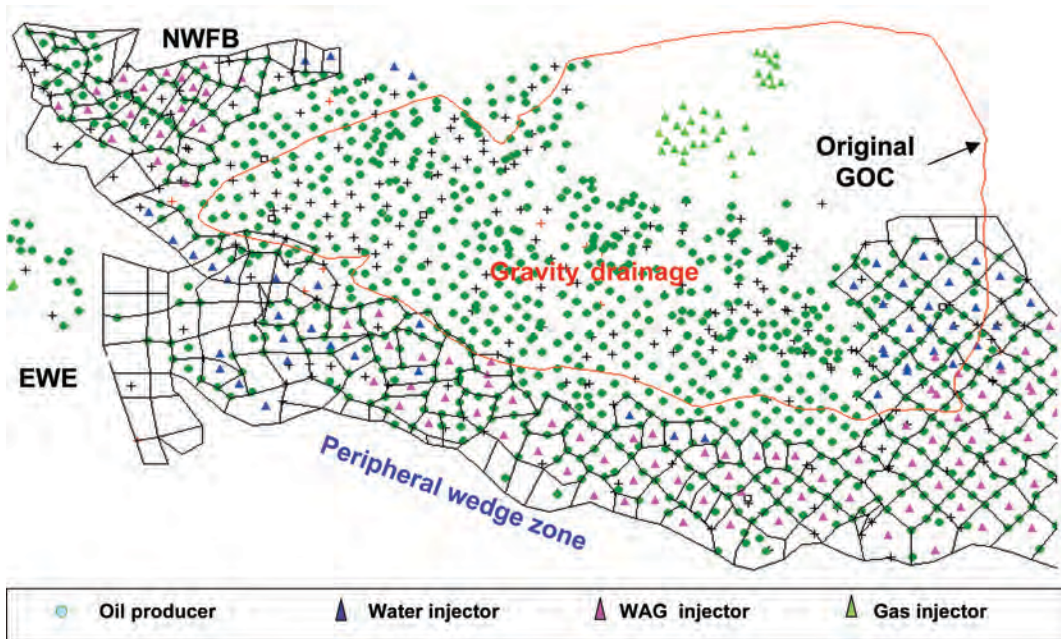 NWFB
Original
GOC
Gravity drainage
EWE
Peripheral wedge zone
Oil producer
Water injector
WAG injector
Gas injector